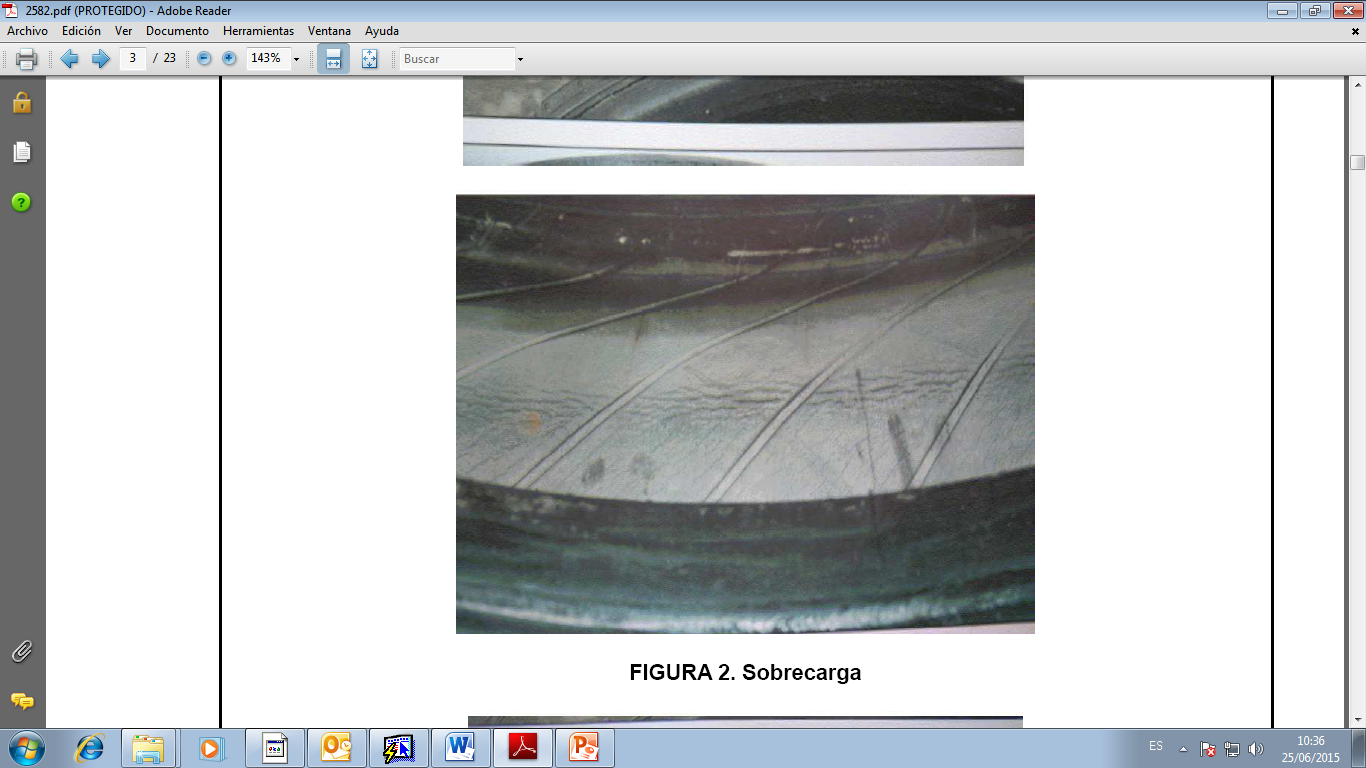 2582.pdf (PROTEGIDO) - Adobe Reader
Archivo Edición Ver Documento Herramientas Ventana Ayuda
3 / 23 143% Buscar
FIGURA 2. Sobrecarga
ES 10:36
25/06/2015